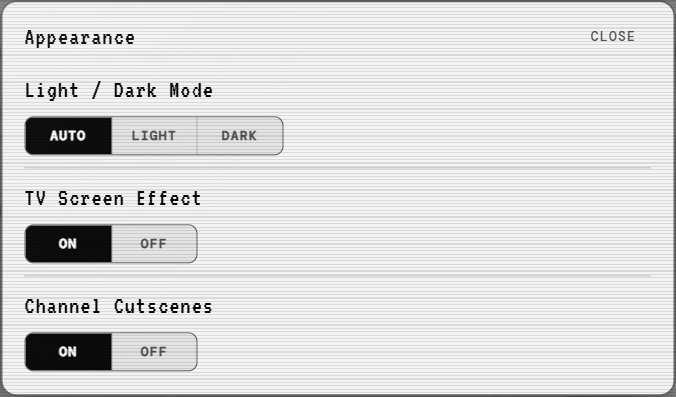 Appearance CLOSE
Light / Dark Mode
AUTO LIGHT DARK
TV Screen Effect
ON OFF
Channel Cutscenes
ON OFF